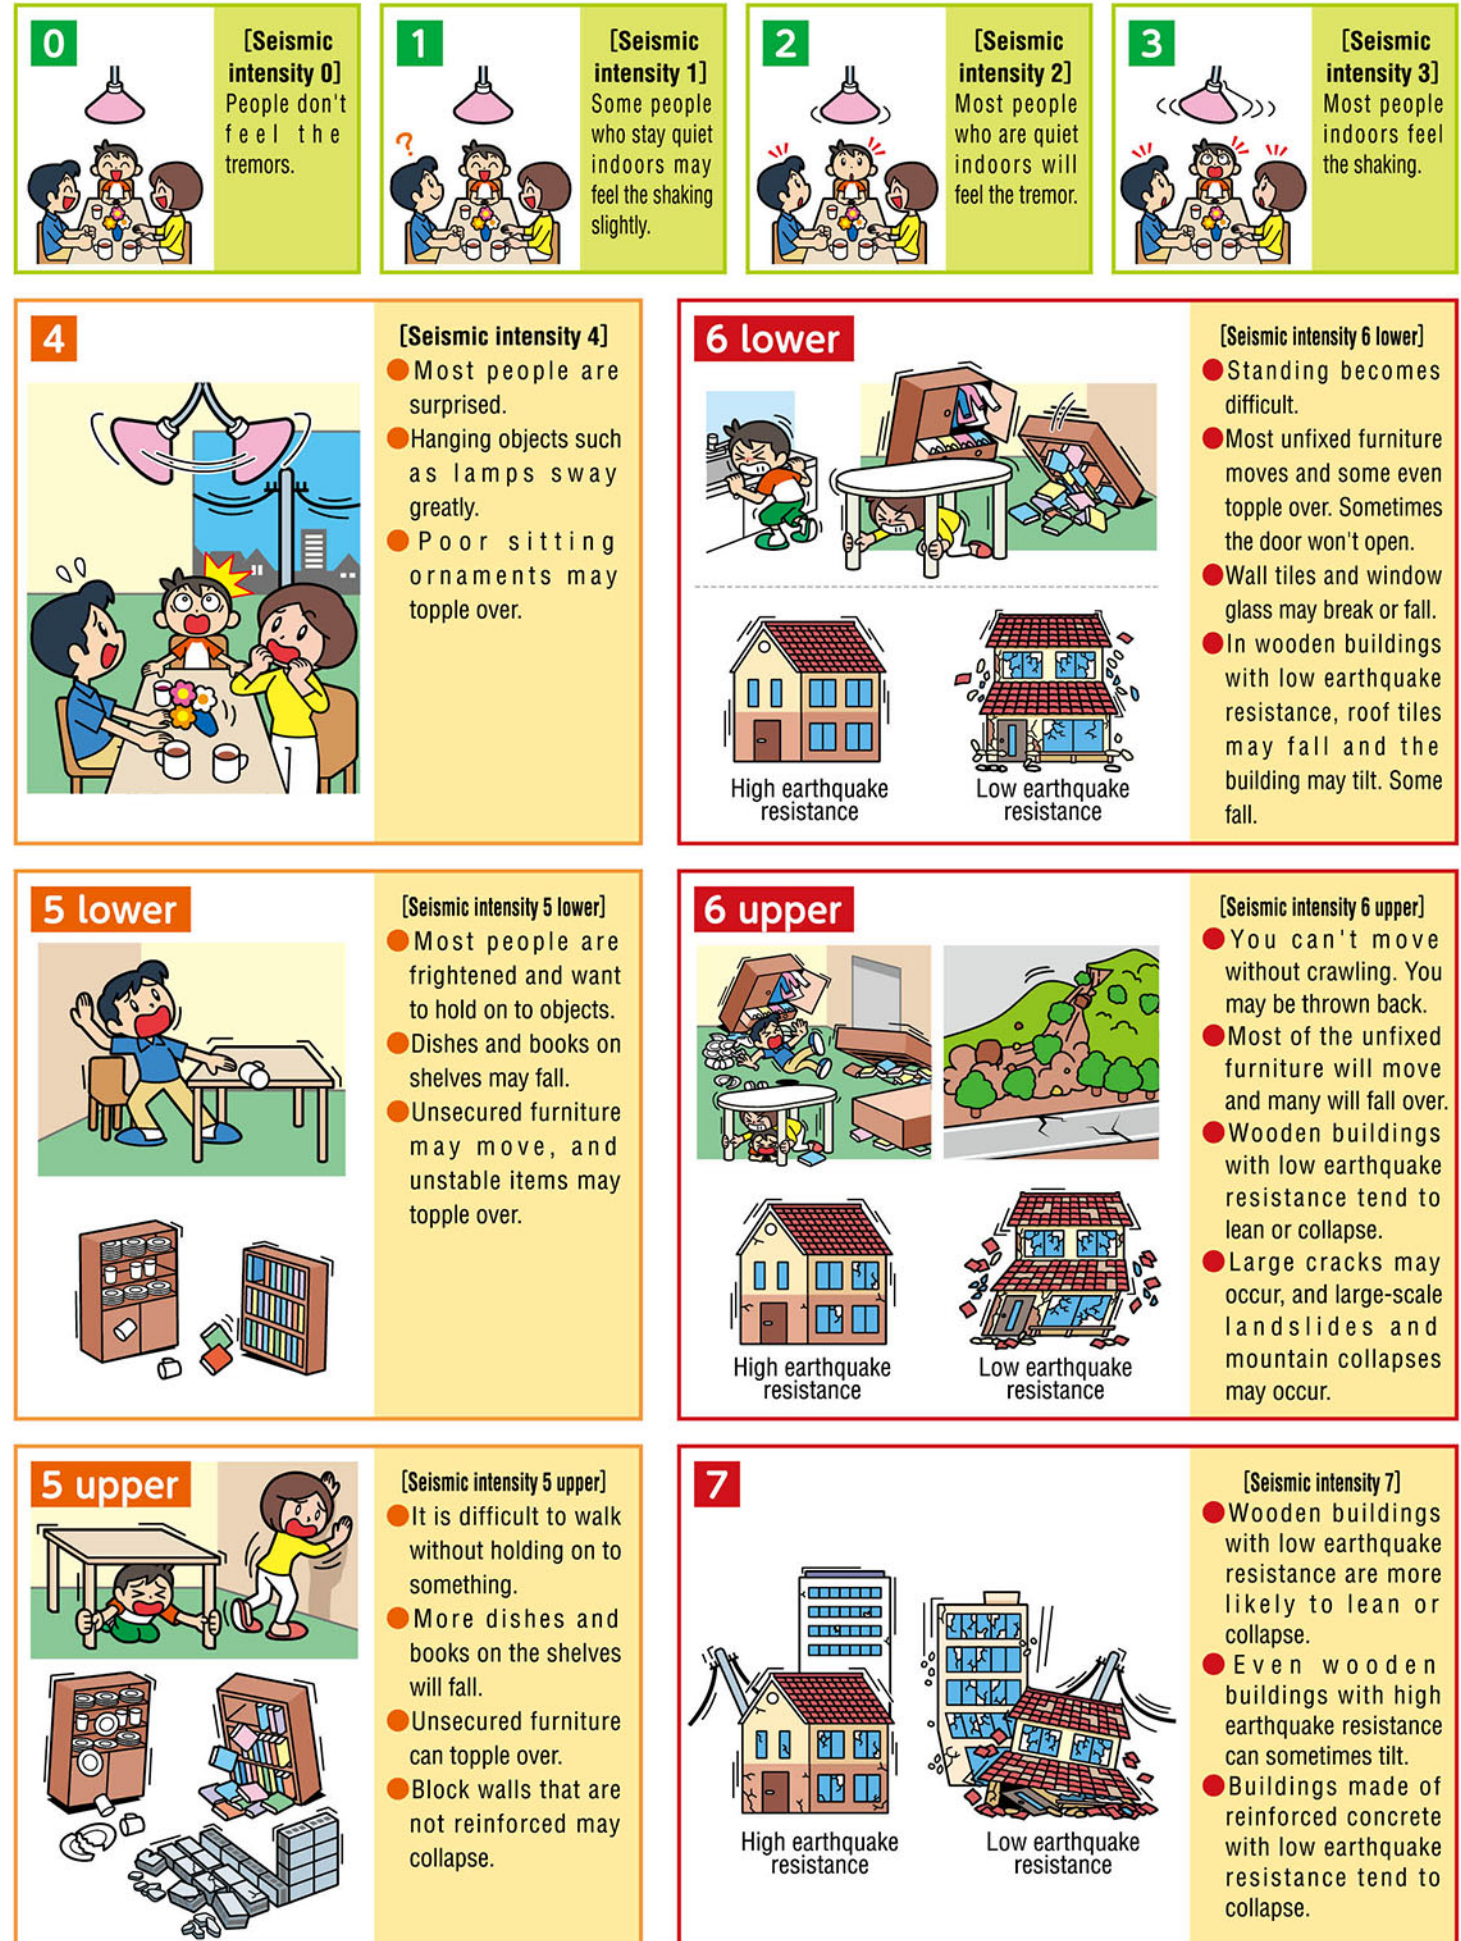 0
[Seismic
intensity 0]
People don't
feel the
tremors.
1
?
[Seismic
intensity 1]
Some people
who stay quiet
indoors may
feel the shaking
slightly.
2
[Seismic
intensity 2]
Most people
who are quiet
indoors will
feel the tremor.
3
[Seismic
intensity 3]
Most people
indoors feel
the shaking.
4
[Seismic intensity 4]
●Most people are
surprised.
●Hanging objects such
as lamps sway
greatly.
●Poor sitting
ornaments may
topple over.
5 lower
[Seismic intensity 5 lower]
●Most people are
frightened and want
to hold on to objects.
●Dishes and books on
shelves may fall.
●Unsecured furniture
may move, and
unstable items may
topple over.
5 upper
[Seismic intensity 5 upper]
●It is difficult to walk
without holding on to
something.
●More dishes and
books on the shelves
will fall.
●Unsecured furniture
can topple over.
●Block walls that are
not reinforced may
collapse.
6 lower
High earthquake
resistance
Low earthquake
resistance
[Seismic intensity 6 lower]
●Standing becomes
difficult.
●Most unfixed furniture
moves and some even
topple over. Sometimes
the door won't open.
●Wall tiles and window
glass may break or fall.
●In wooden buildings
with low earthquake
resistance, roof tiles
may fall and the
building may tilt. Some
fall.
6 upper
High earthquake
resistance
Low earthquake
resistance
[Seismic intensity 6 upper]
●You can't move
without crawling. You
may be thrown back.
●Most of the unfixed
furniture will move
and many will fall over.
●Wooden buildings
with low earthquake
resistance tend to
lean or collapse.
●Large cracks may
occur, and large-scale
landslides and
mountain collapses
may occur.
7
High earthquake
resistance
Low earthquake
resistance
[Seismic intensity 7]
●Wooden buildings
with low earthquake
resistance are more
likely to lean or
collapse.
●Even wooden
buildings with high
earthquake resistance
can sometimes tilt.
●Buildings made of
reinforced concrete
with low earthquake
resistance tend to
collapse.